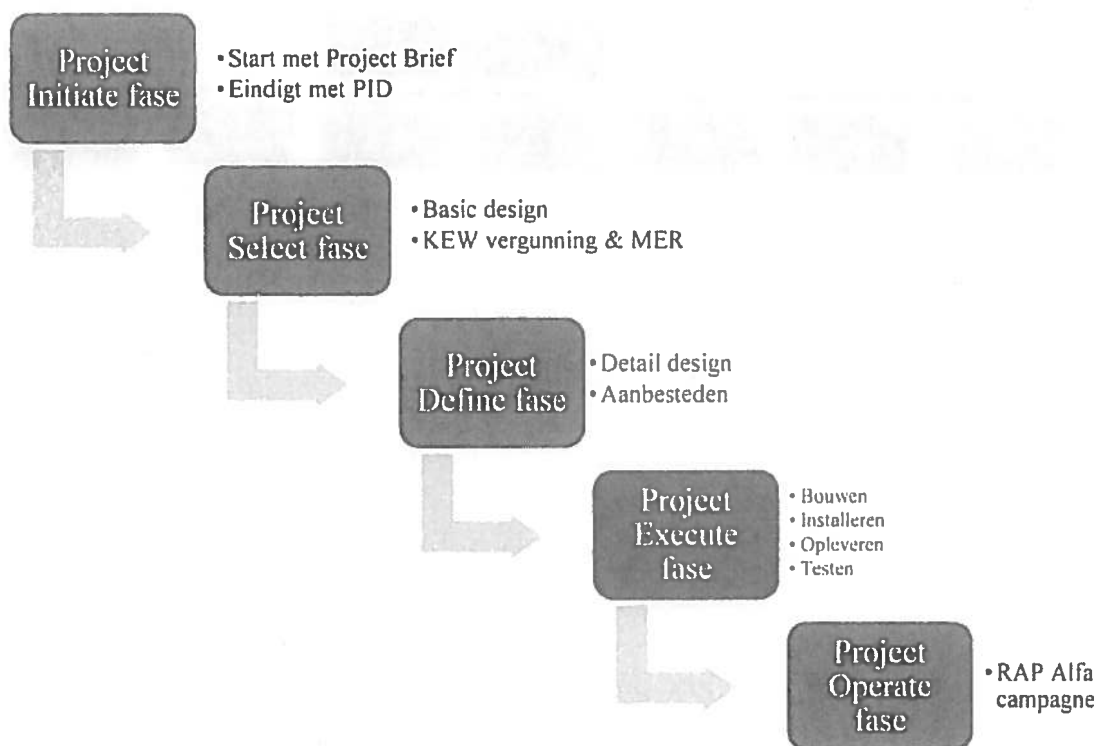 Project
Initiate fase
• Start met Project Brief
• Eindigt met PID
Project
Select fase
• Basic design
• KEW vergunning & MER
Project
Define fase
• Detail design
• Aanbesteden
Project
Execute
fase
• Bouwen
• Installeren
• Opleveren
• Testen
Project
Operate
fase
• RAP Alfa
campagne